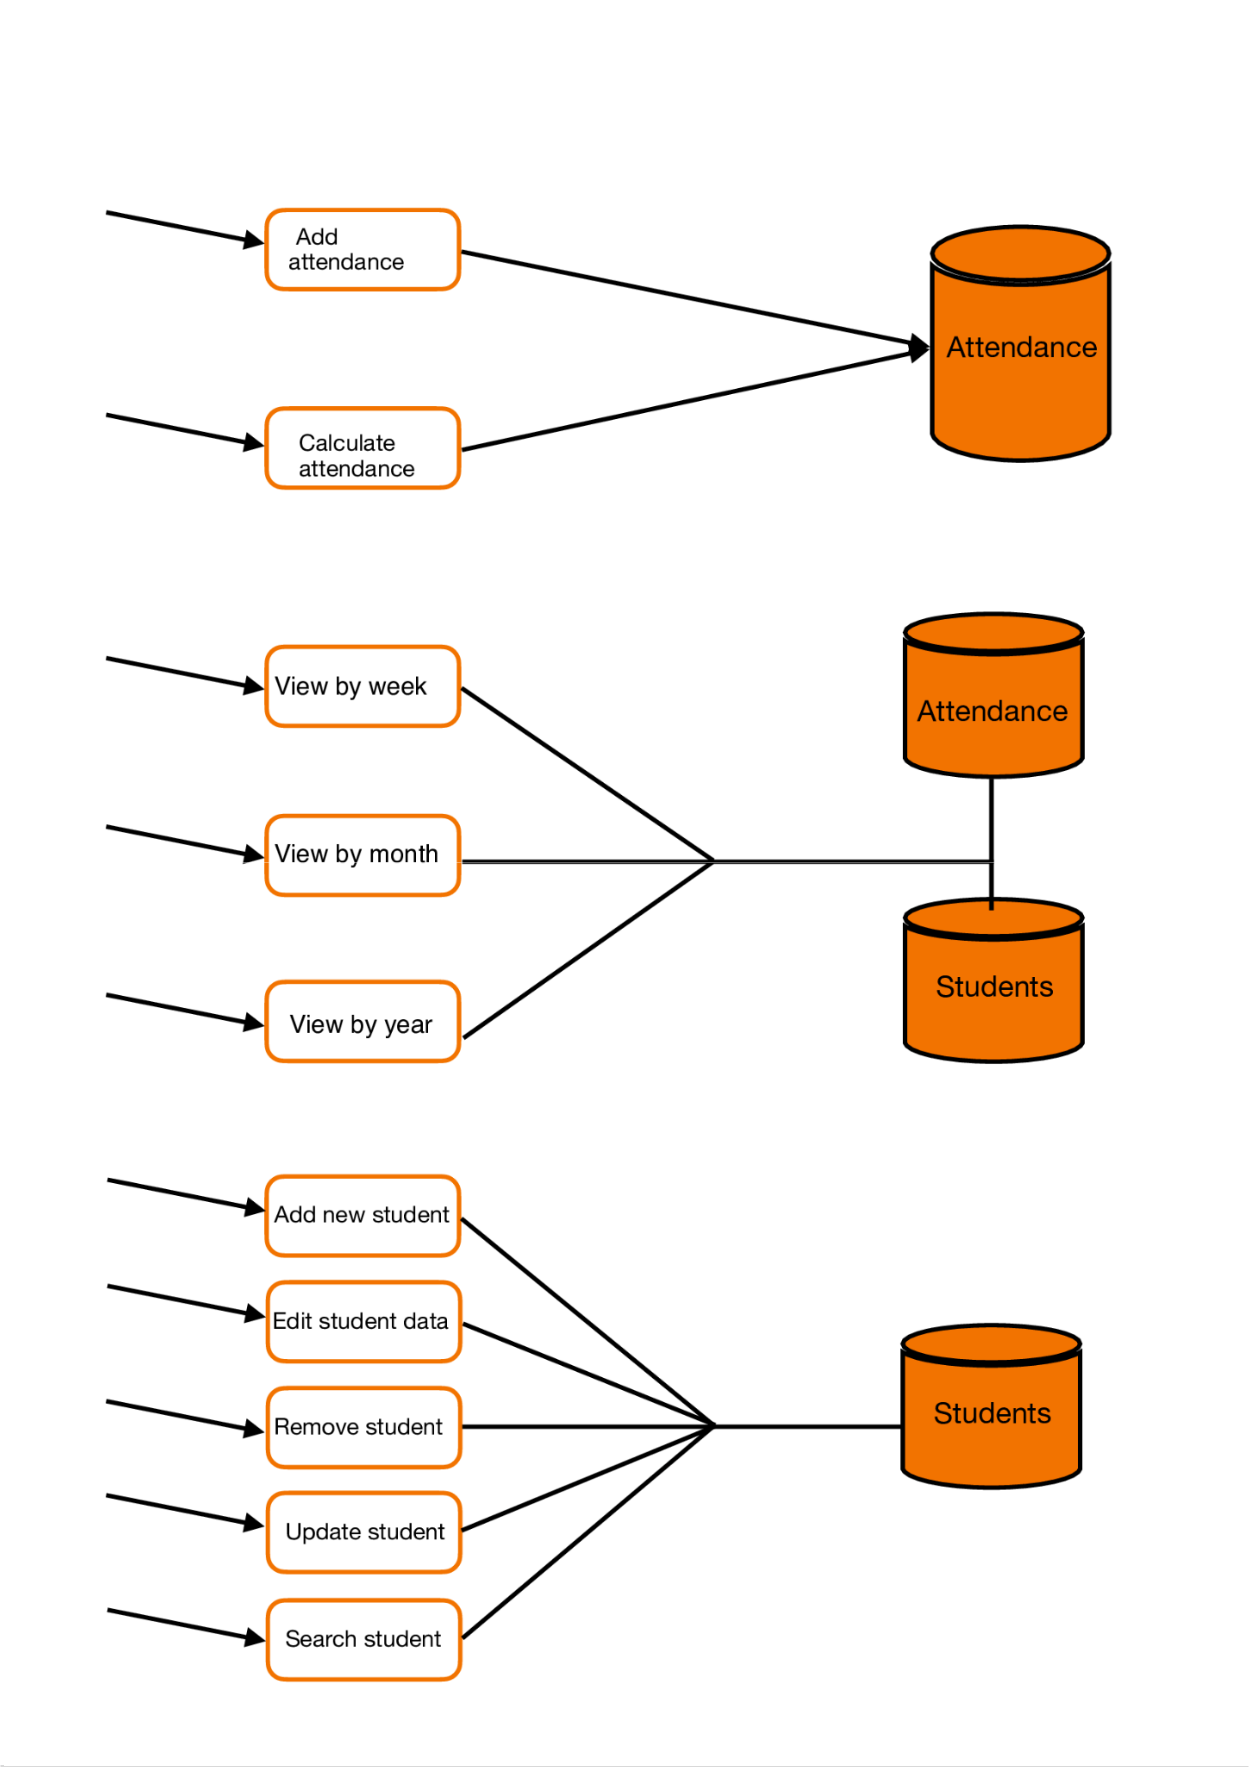 Add
attendance
Attendance
Calculate
attendance
View by week
Attendance
View by month
Students
View by year
Add new student
Edit student data
Students
Remove student
Update student
Search student